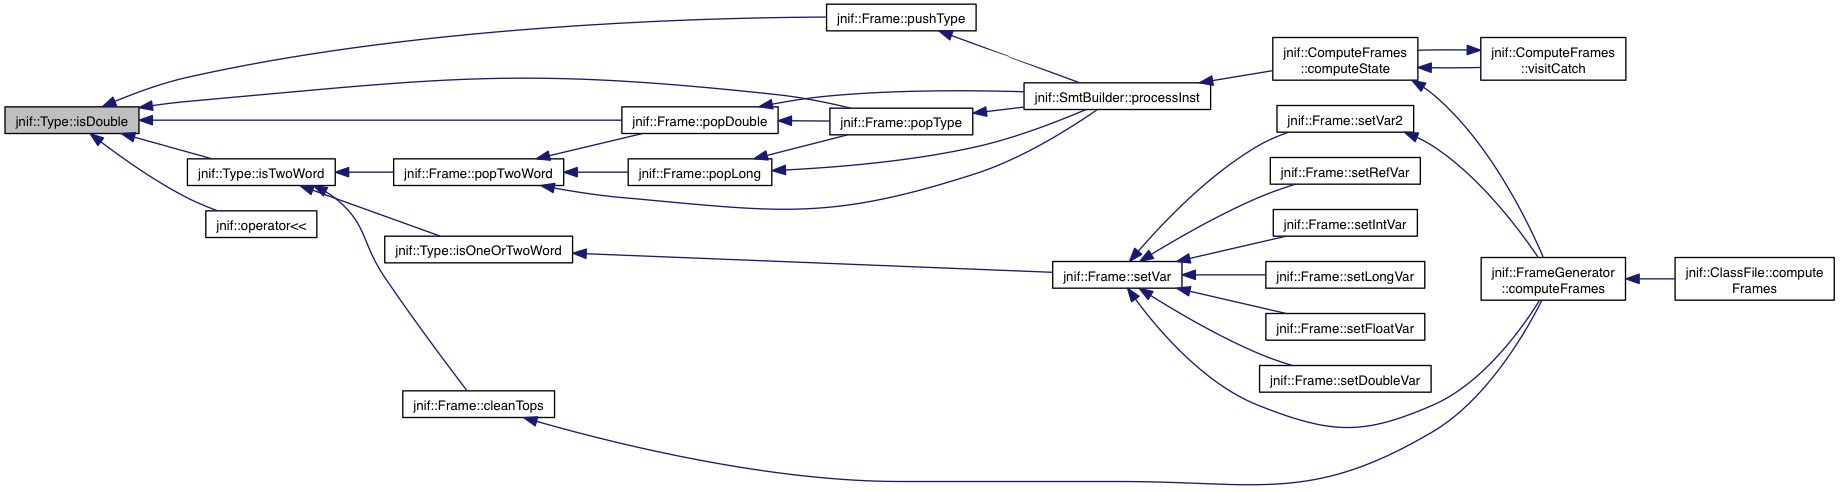 jnif::Frame::pushType
jnif::ComputeFrames
::computeState
jnif::ComputeFrames
::visitCatch
jnif::SmtBuilder::processInst
jnif::Type::isDouble
jnif::Frame::popDouble
jnif::Frame::popType
jnif::Frame::setVar2
jnif::Type::isTwoWord
jnif::Frame::popTwoWord
jnif::Frame::popLong
jnif::Frame::setRefVar
jnif::operator<<
jnif::Frame::setIntVar
jnif::Type::isOneOrTwoWord
jnif::Frame::setVar
jnif::Frame::setLongVar
jnif::FrameGenerator
::computeFrames
jnif::ClassFile::compute
Frames
jnif::Frame::setFloatVar
jnif::Frame::setDoubleVar
jnif::Frame::cleanTops